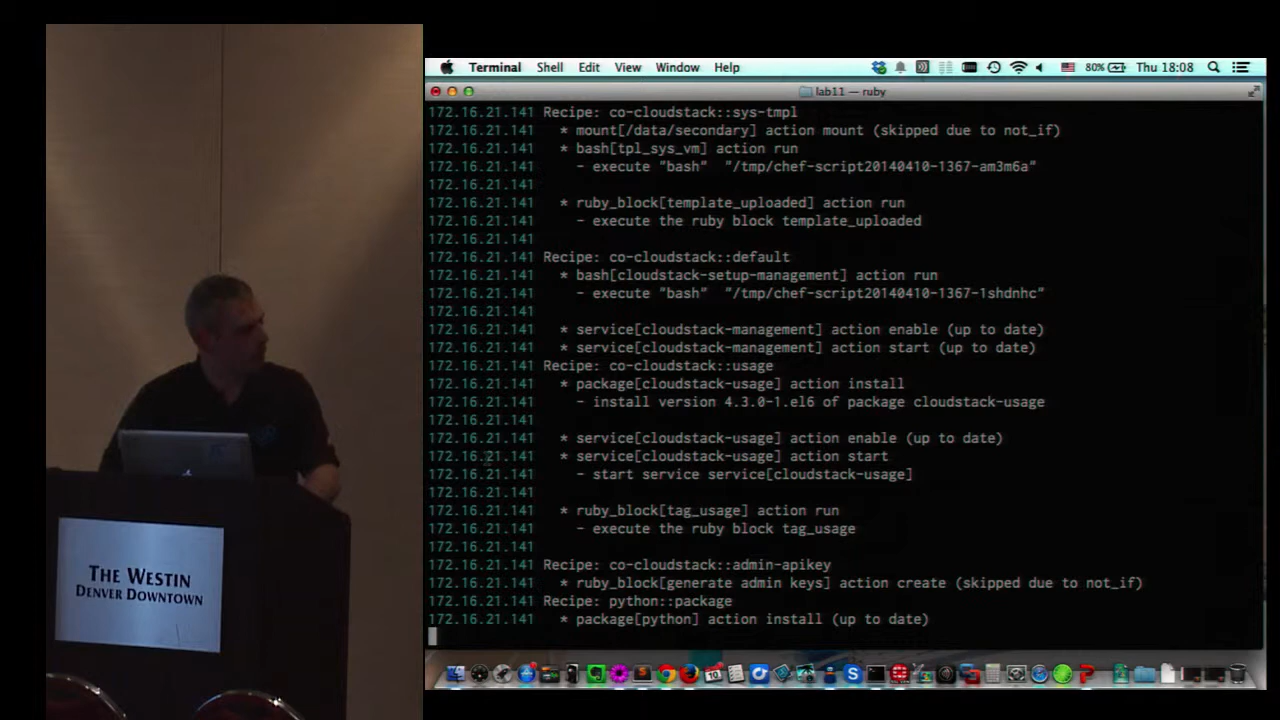 Terminal Shell Edit View Window Help 80% Thu 18:08
lab11 — ruby
172.16.21.141 Recipe: co-cloudstack::sys-tmpl
172.16.21.141 * mount[/data/secondary] action mount (skipped due to not_if)
172.16.21.141 * bash[tpl_sys_vm] action run
172.16.21.141 - execute "bash" "/tmp/chef-script20140410-1367-am3m6a"
172.16.21.141
172.16.21.141 * ruby_block[template_uploaded] action run
172.16.21.141 - execute the ruby block template_uploaded
172.16.21.141
172.16.21.141 Recipe: co-cloudstack::default
172.16.21.141 * bash[cloudstack-setup-management] action run
172.16.21.141 - execute "bash" "/tmp/chef-script20140410-1367-1shdnhc"
172.16.21.141
172.16.21.141 * service[cloudstack-management] action enable (up to date)
172.16.21.141 * service[cloudstack-management] action start (up to date)
172.16.21.141 Recipe: co-cloudstack::usage
172.16.21.141 * package[cloudstack-usage] action install
172.16.21.141 - install version 4.3.0-1.el6 of package cloudstack-usage
172.16.21.141
172.16.21.141 * service[cloudstack-usage] action enable (up to date)
172.16.21.141 * service[cloudstack-usage] action start
172.16.21.141 - start service service[cloudstack-usage]
172.16.21.141
172.16.21.141 * ruby_block[tag_usage] action run
172.16.21.141 - execute the ruby block tag_usage
172.16.21.141
172.16.21.141 Recipe: co-cloudstack::admin-apikey
172.16.21.141 * ruby_block[generate admin keys] action create (skipped due to not_if)
172.16.21.141 Recipe: python::package
172.16.21.141 * package[python] action install (up to date)
THE WESTIN
DENVER DOWNTOWN